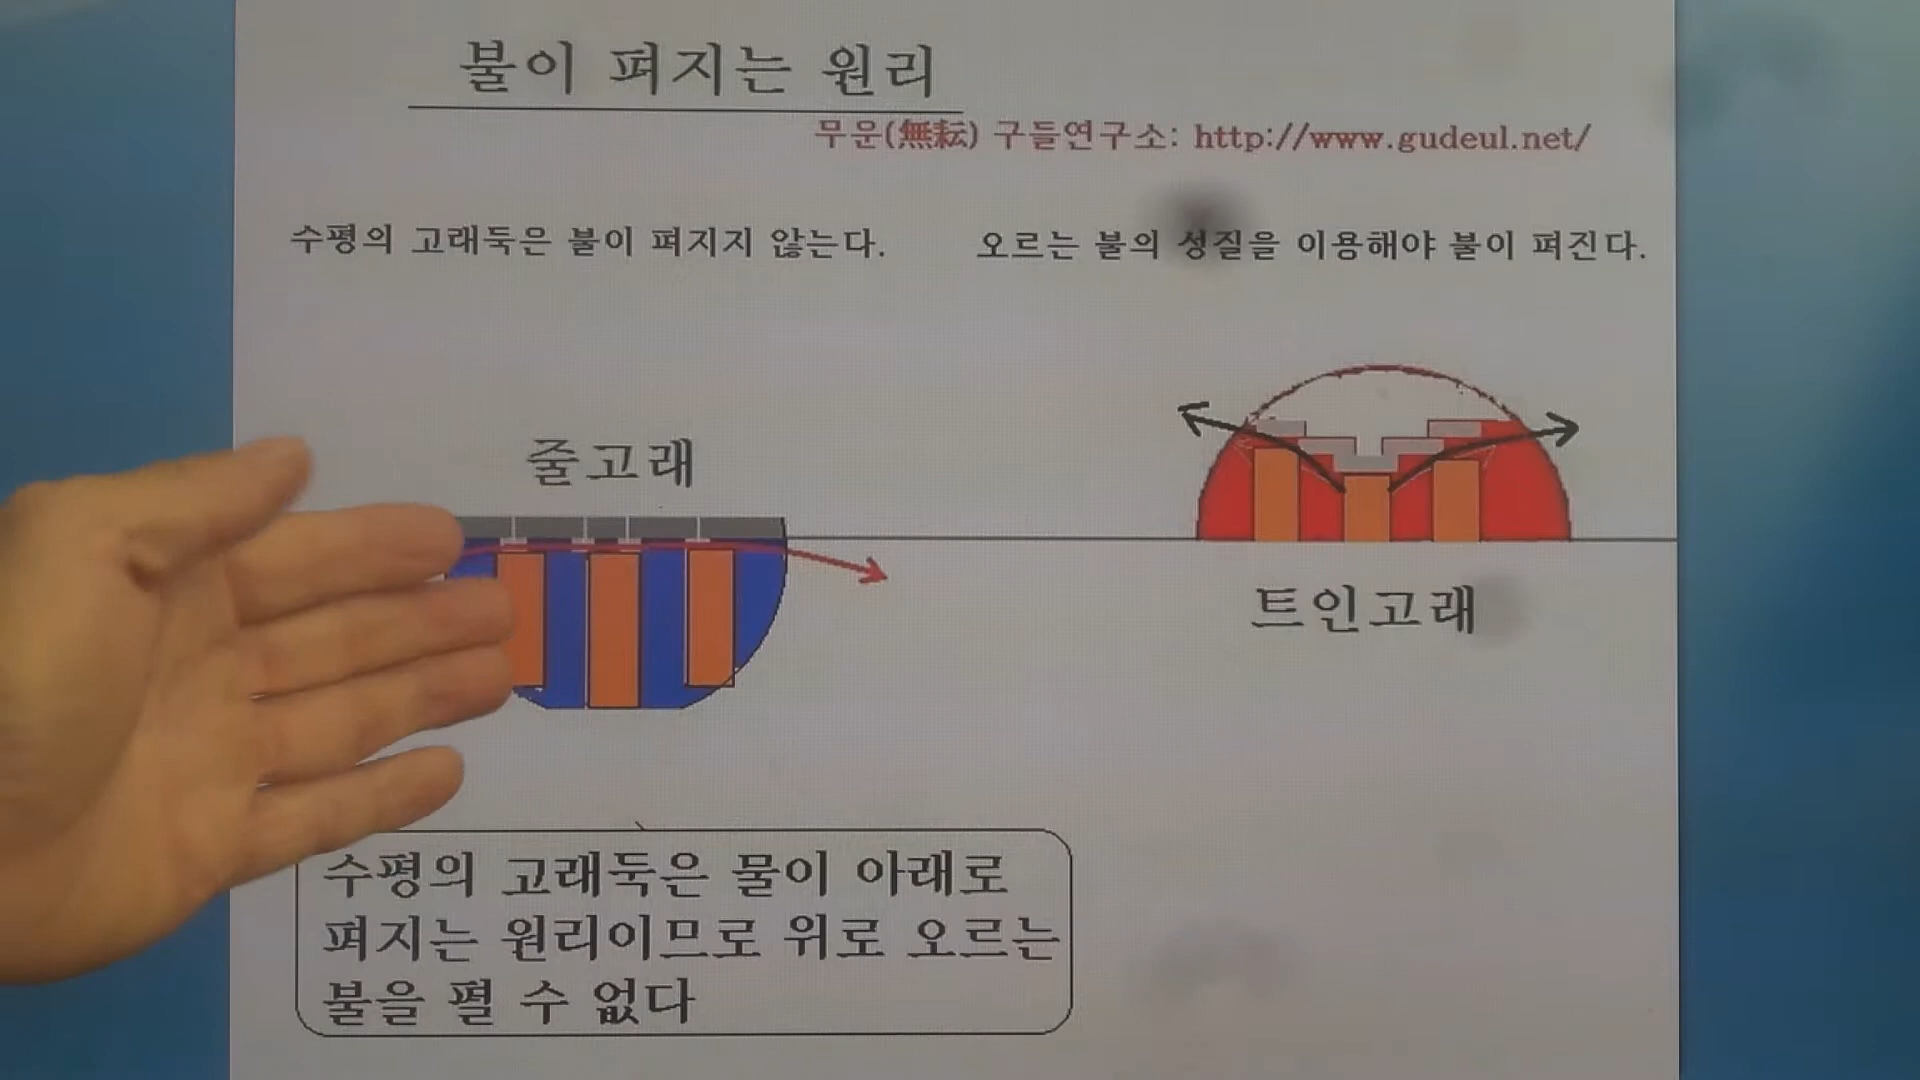 불이 펴지는 원리
무운(無耘) 구들연구소: http://www.gudeul.net/
수평의 고래둑은 불이 펴지지 않는다.
오르는 불의 성질을 이용해야 불이 펴진다.
줄고래
트인고래
수평의 고래둑은 물이 아래로
펴지는 원리이므로 위로 오르는
불을 펼 수 없다